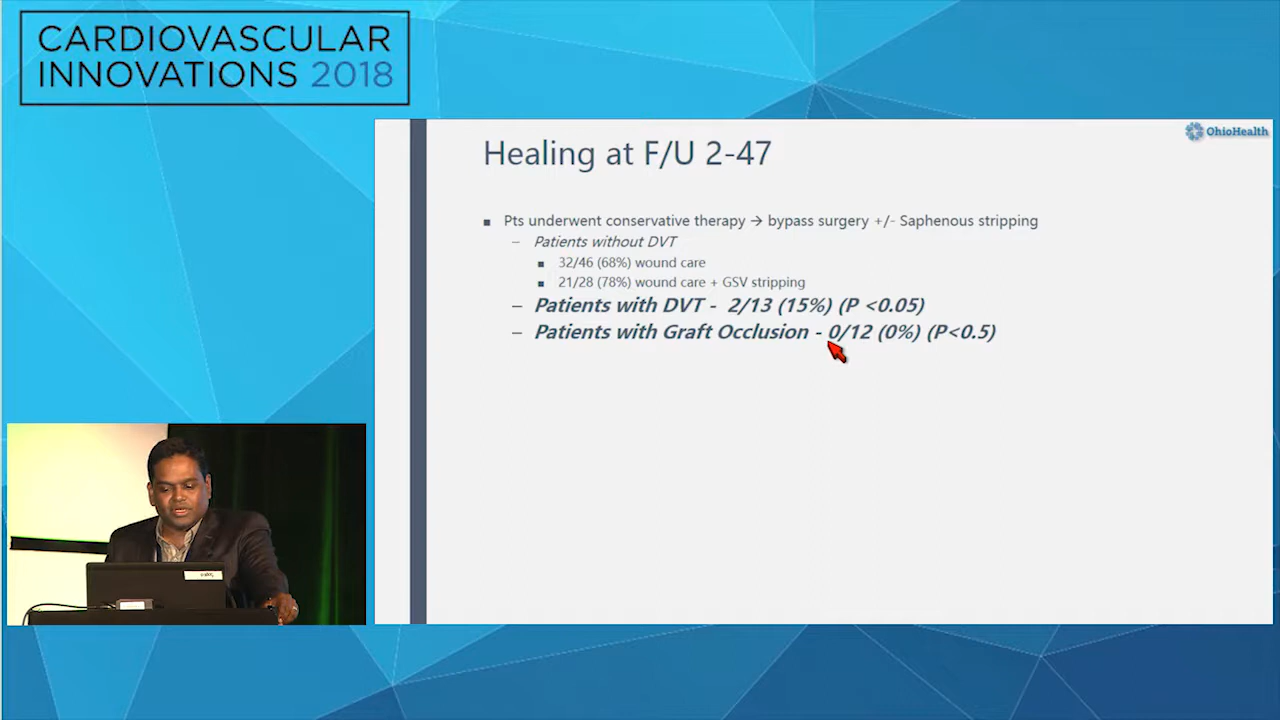 CARDIOVASCULAR
INNOVATIONS 2018
OhioHealth
Healing at F/U 2-47
▪ Pts underwent conservative therapy → bypass surgery +/- Saphenous stripping
– Patients without DVT
▪ 32/46 (68%) wound care
▪ 21/28 (78%) wound care + GSV stripping
– Patients with DVT - 2/13 (15%) (P <0.05)
– Patients with Graft Occlusion - 0/12 (0%) (P<0.5)